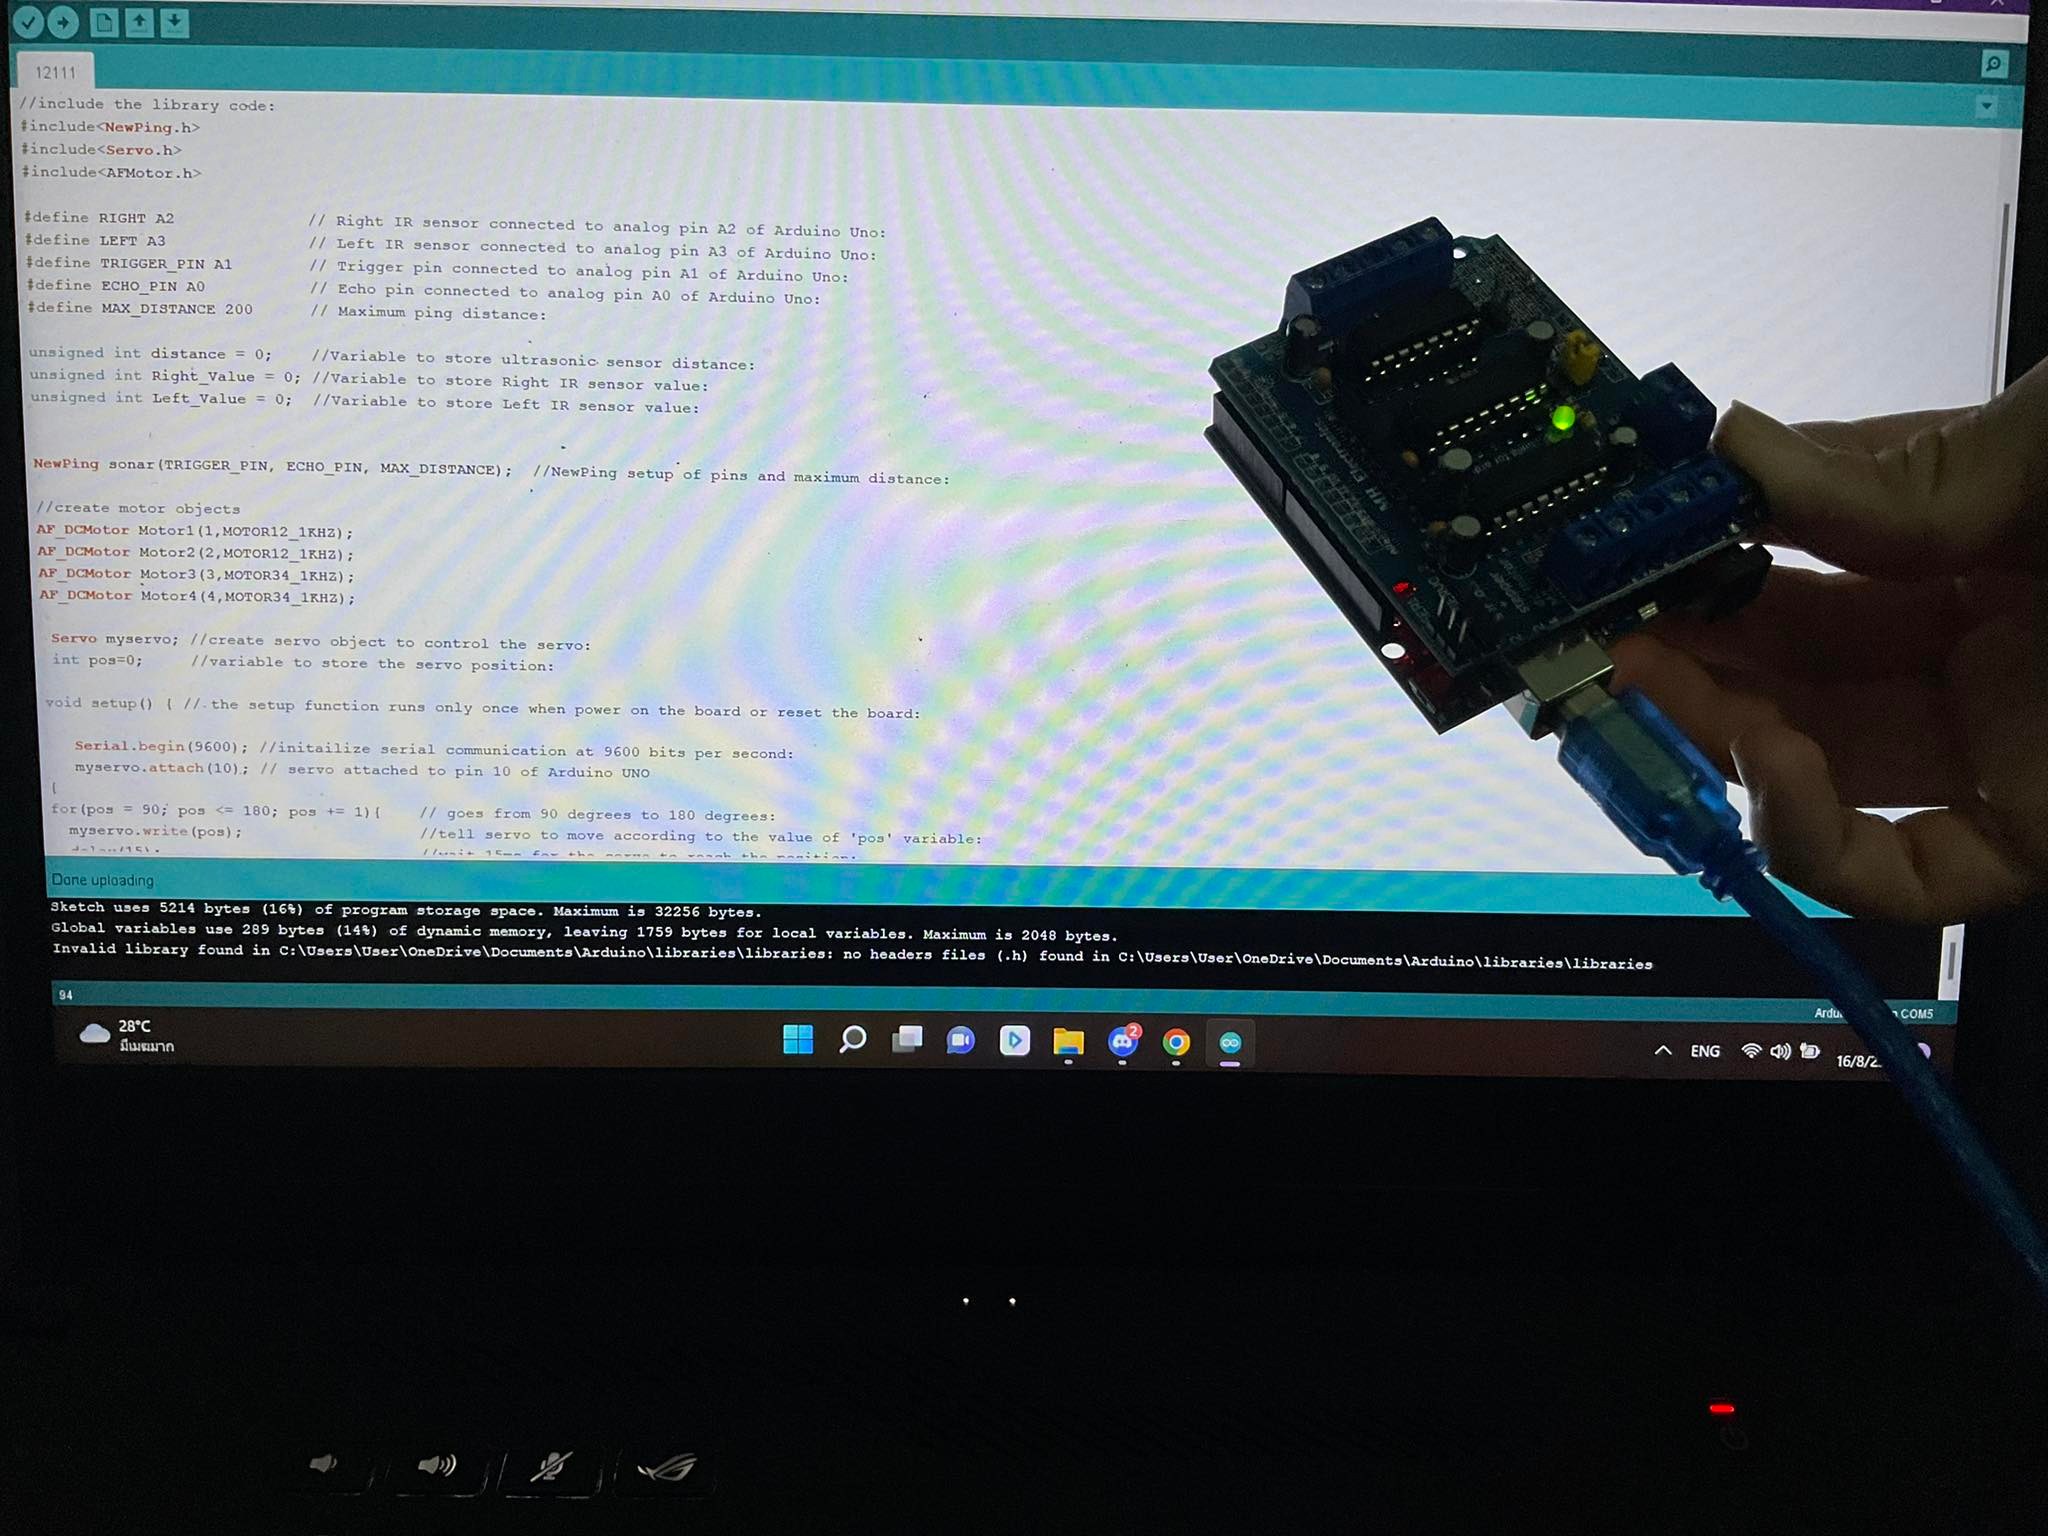 12111
//include the library code:
#include<NewPing.h>
#include<Servo.h>
#include<AFMotor.h>
#define RIGHT A2 // Right IR sensor connected to analog pin A2 of Arduino Uno:
#define LEFT A3 // Left IR sensor connected to analog pin A3 of Arduino Uno:
#define TRIGGER_PIN A1 // Trigger pin connected to analog pin A1 of Arduino Uno:
#define ECHO_PIN A0 // Echo pin connected to analog pin A0 of Arduino Uno:
#define MAX_DISTANCE 200 // Maximum ping distance:
unsigned int distance = 0; //Variable to store ultrasonic sensor distance:
unsigned int Right_Value = 0; //Variable to store Right IR sensor value:
unsigned int Left_Value = 0; //Variable to store Left IR sensor value:
NewPing sonar(TRIGGER_PIN, ECHO_PIN, MAX_DISTANCE); //NewPing setup of pins and maximum distance:
//create motor objects
AF_DCMotor Motor1(1,MOTOR12_1KHZ);
AF_DCMotor Motor2(2,MOTOR12_1KHZ);
AF_DCMotor Motor3(3,MOTOR34_1KHZ);
AF_DCMotor Motor4(4,MOTOR34_1KHZ);
Servo myservo; //create servo object to control the servo:
int pos=0; //variable to store the servo position:
void setup() { // the setup function runs only once when power on the board or reset the board:
Serial.begin(9600); //initailize serial communication at 9600 bits per second:
myservo.attach(10); // servo attached to pin 10 of Arduino UNO
{
for(pos = 90; pos <= 180; pos += 1){ // goes from 90 degrees to 180 degrees:
myservo.write(pos); //tell servo to move according to the value of 'pos' variable:
Done uploading
Sketch uses 5214 bytes (16%) of program storage space. Maximum is 32256 bytes.
Global variables use 289 bytes (14%) of dynamic memory, leaving 1759 bytes for local variables. Maximum is 2048 bytes.
Invalid library found in C:\Users\User\OneDrive\Documents\Arduino\libraries\libraries: no headers files (.h) found in C:\Users\User\OneDrive\Documents\Arduino\libraries\libraries
94
COM5
28°C
มีเมฆมาก
2
ENG
16/8/2